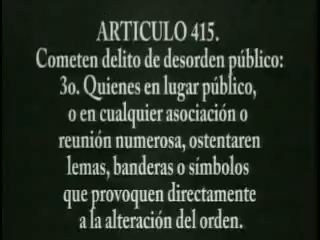 ARTICULO 415.
Cometen delito de desorden público:
3o. Quienes en lugar público,
o en cualquier asociación o
reunión numerosa, ostentaren
lemas, banderas o símbolos
que provoquen directamente
a la alteración del orden.